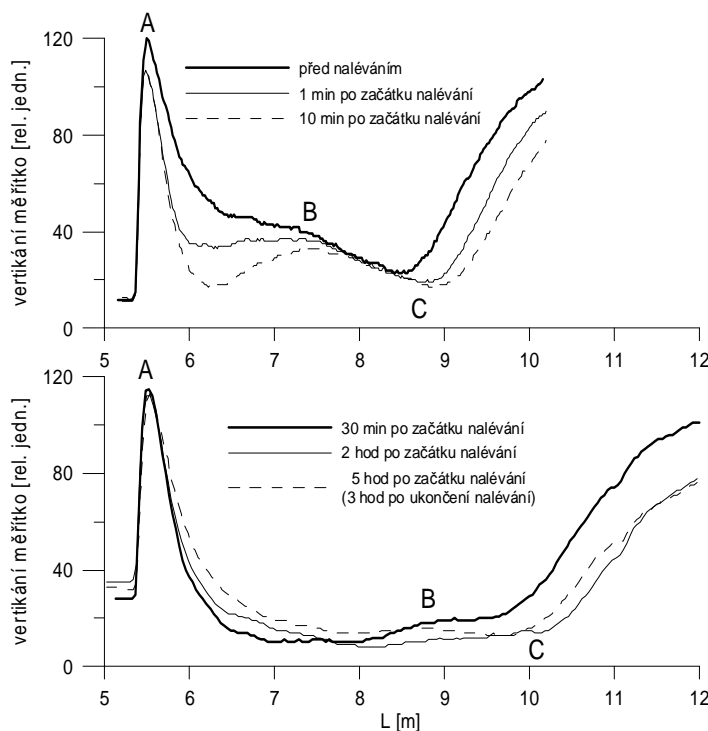 A
120
před naléváním
1 min po začátku nalévání
10 min po začátku nalévání
80
vertikání měřítko [rel. jedn.]
B
40
C
0
5 6 7 8 9 10 11 12
120
A
30 min po začátku nalévání
2 hod po začátku nalévání
5 hod po začátku nalévání
(3 hod po ukončení nalévání)
80
vertikání měřítko [rel. jedn.]
40
B
C
0
5 6 7 8 9 10 11 12
L [m]